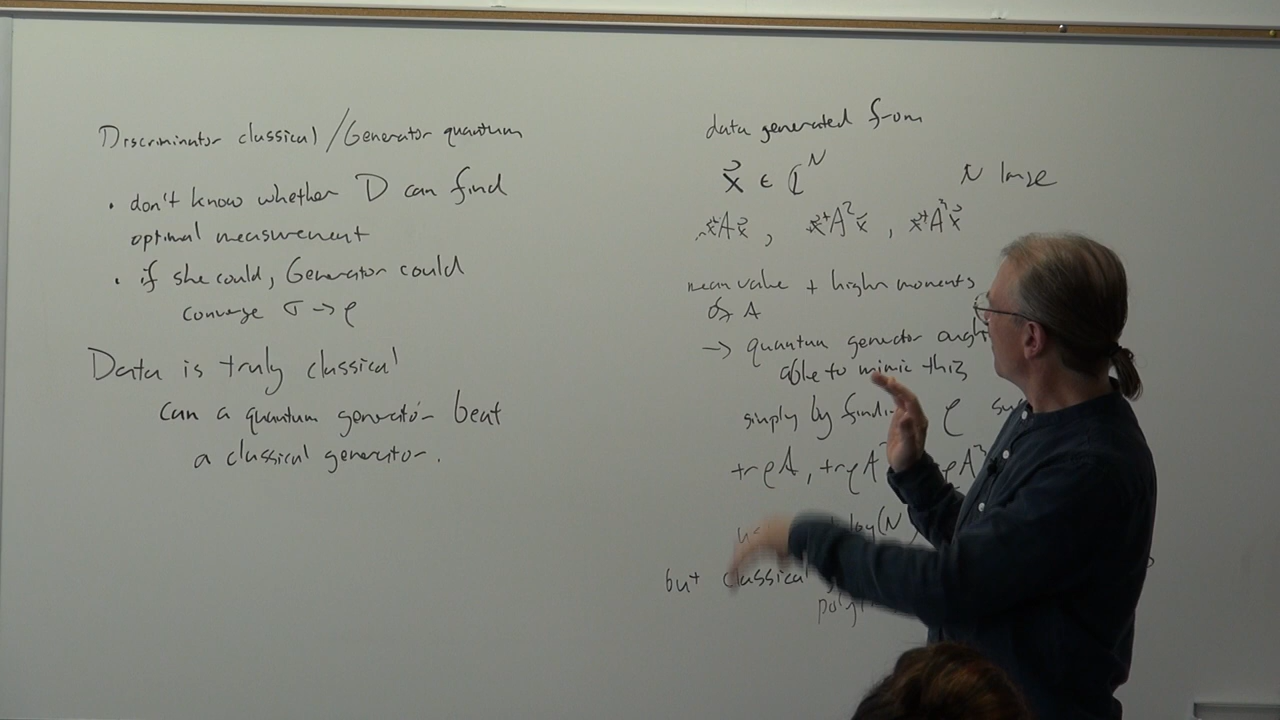 Discriminator classical / Generator quantum
• don't know whether D can find
optimal measurement
• if she could, Generator could
converge σ → ρ
Data is truly classical
can a quantum generator beat
a classical generator.
data generated from
x⃗ ∈ ℂ^N N large
x⃗†Ax⃗, x⃗†A²x⃗, x⃗†A³x⃗
mean value + higher moments
of A
→ quantum generator
able to mimic this
simply by ρ
trρA, trρA
but classical